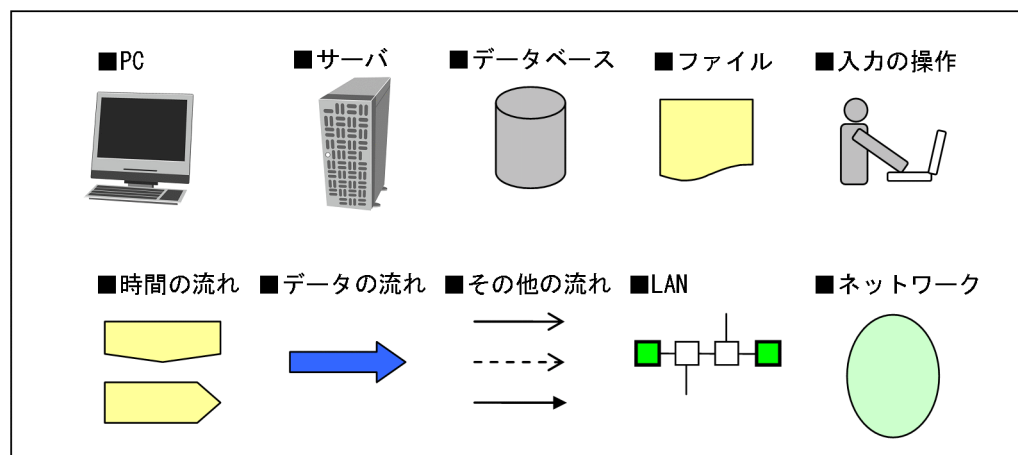 ■PC
■サーバ
■データベース
■ファイル
■入力の操作
■時間の流れ
■データの流れ
■その他の流れ
■LAN
■ネットワーク